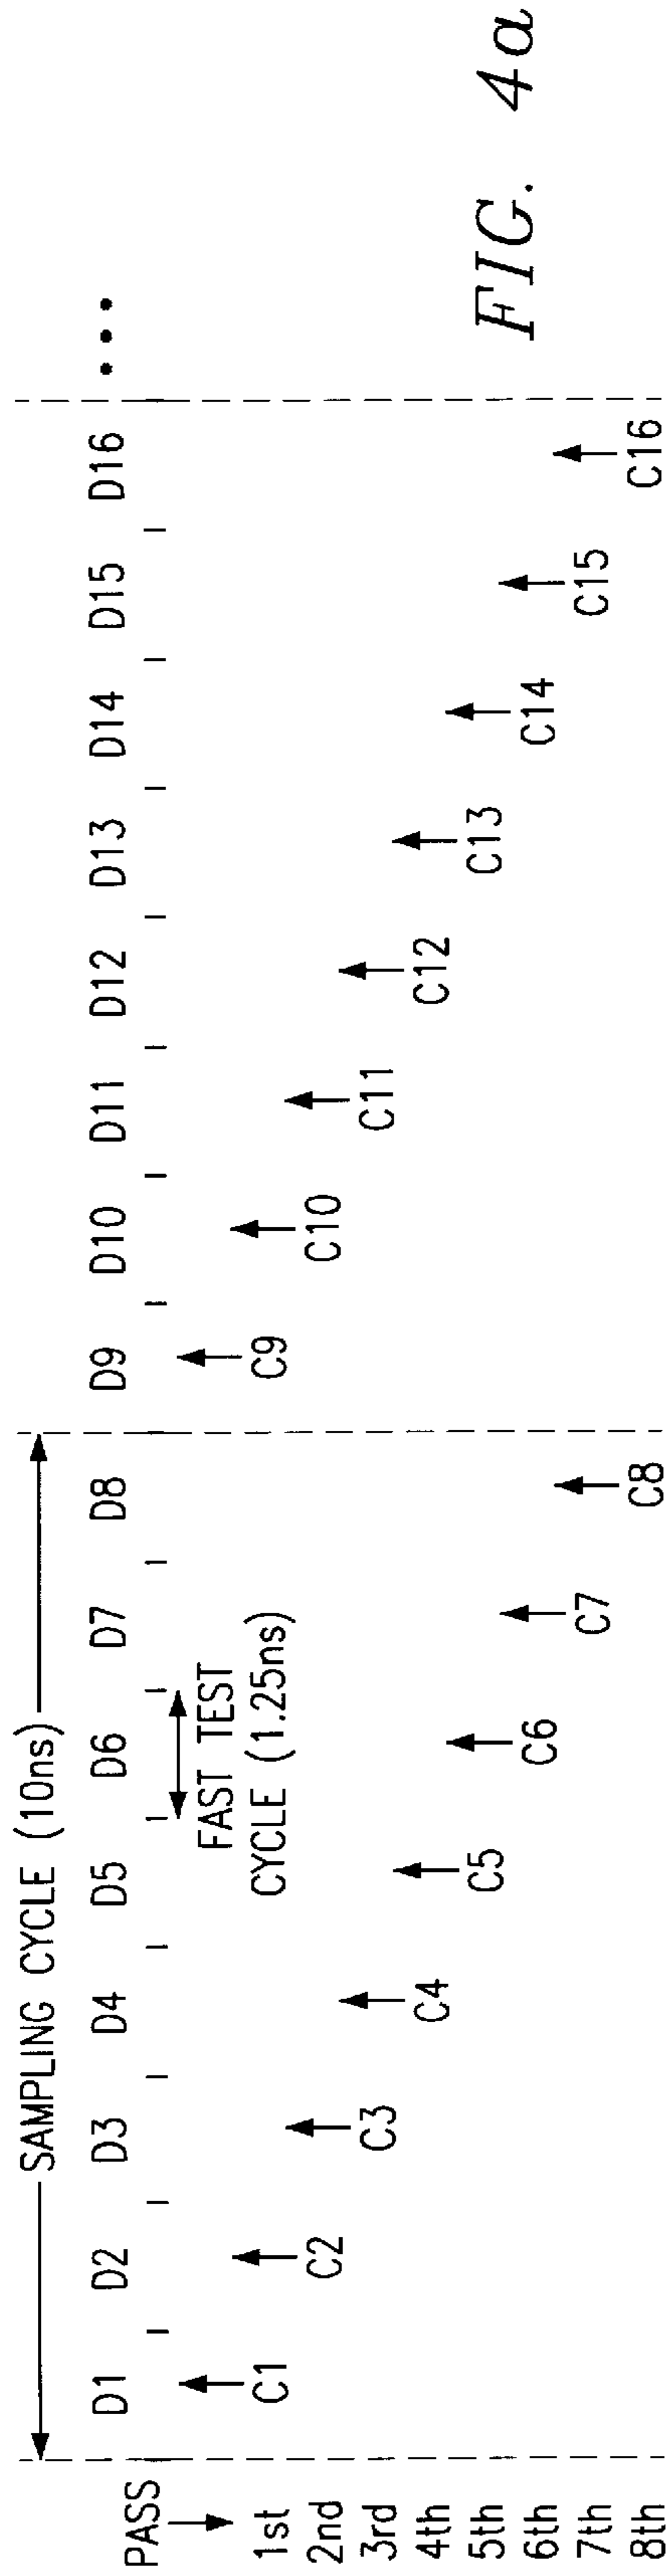 SAMPLING CYCLE (10ns)
D1 D2 D3 D4 D5 D6 D7 D8 D9 D10 D11 D12 D13 D14 D15 D16 •••
PASS
FAST TEST
CYCLE (1.25ns)
1st C1 C9
2nd C2 C10
3rd C3 C11
4th C4 C12
5th C5 C13
6th C6 C14
7th C7 C15
8th C8 C16
FIG. 4a